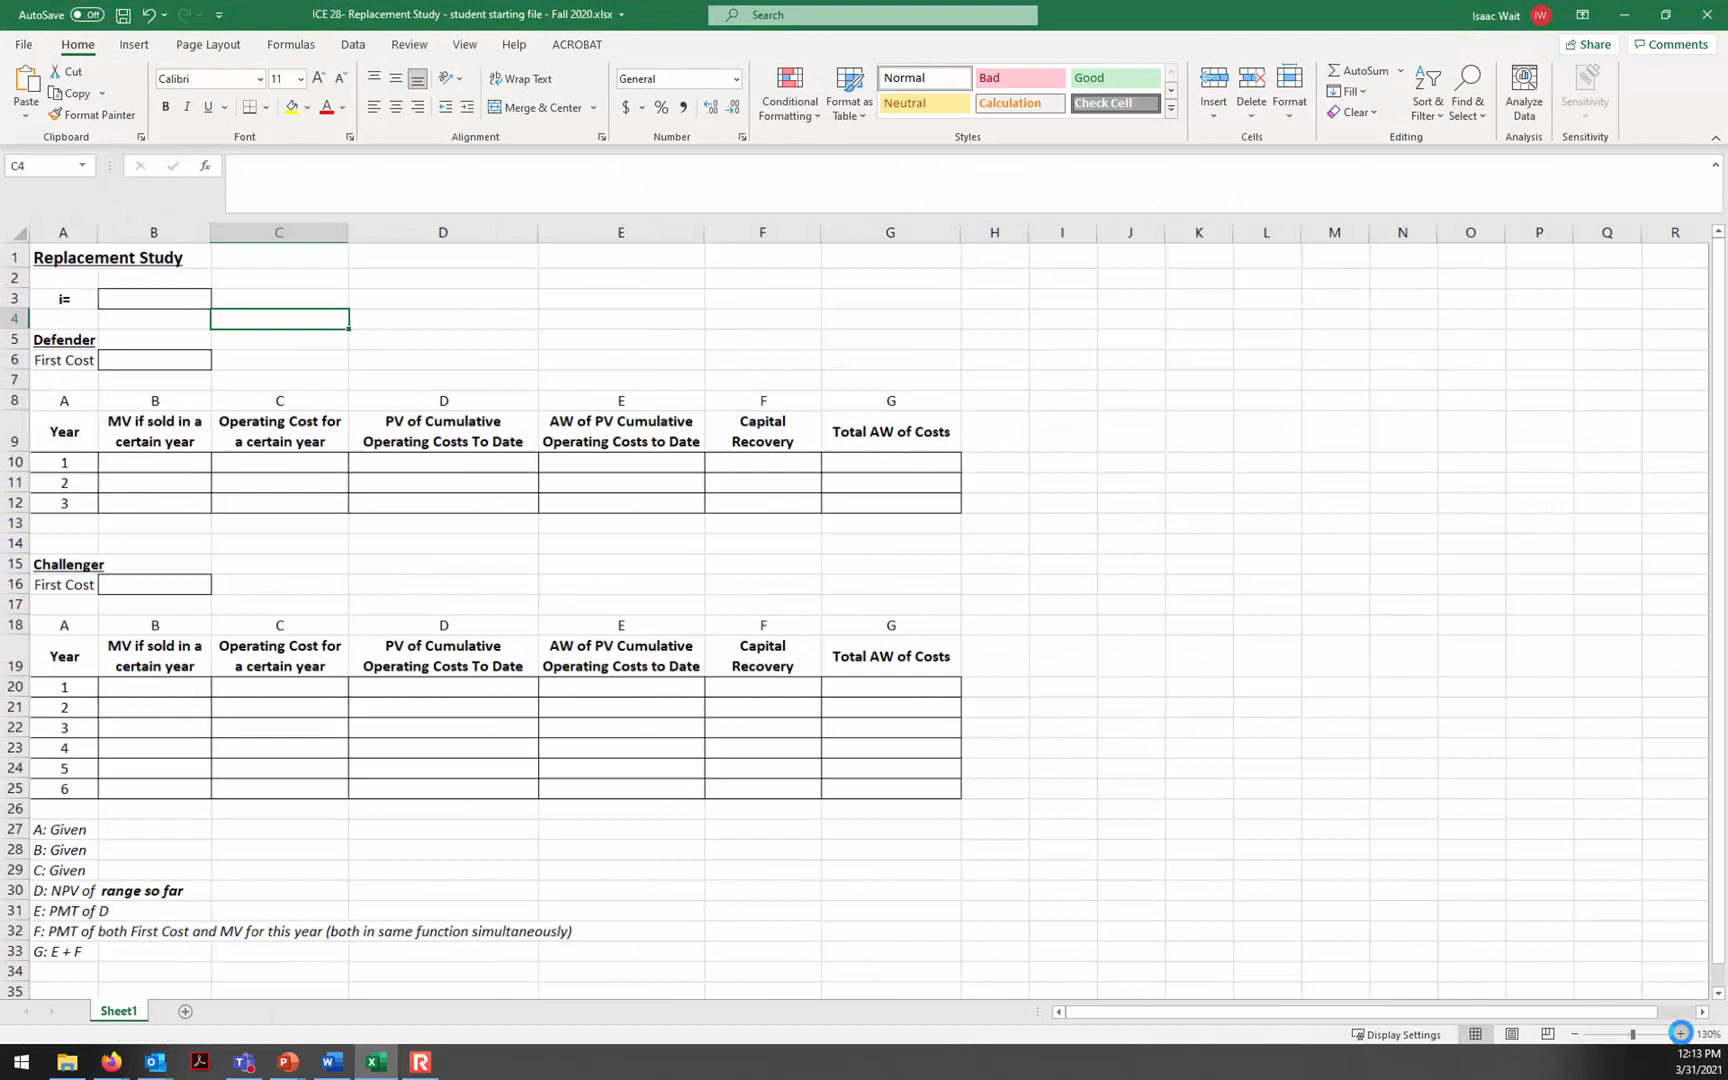 AutoSave Off ICE 28- Replacement Study - student starting file - Fall 2020.xlsx Search Isaac Wait IW
File Home Insert Page Layout Formulas Data Review View Help ACROBAT Share Comments
Paste Cut Copy Format Painter Clipboard
Calibri 11 B I U A Font
Wrap Text Merge & Center Alignment
General $ % Number
Conditional Formatting Format as Table Normal Bad Good Neutral Calculation Check Cell Styles
Insert Delete Format Cells
AutoSum Fill Clear Sort & Filter Find & Select Editing
Analyze Data Analysis
Sensitivity Sensitivity
C4 fx
A B C D E F G H I J K L M N O P Q R
1 Replacement Study
2
3 i=
4
5 Defender
6 First Cost
7
8 A B C D E F G
9 Year MV if sold in a certain year Operating Cost for a certain year PV of Cumulative Operating Costs To Date AW of PV Cumulative Operating Costs to Date Capital Recovery Total AW of Costs
10 1
11 2
12 3
13
14
15 Challenger
16 First Cost
17
18 A B C D E F G
19 Year MV if sold in a certain year Operating Cost for a certain year PV of Cumulative Operating Costs To Date AW of PV Cumulative Operating Costs to Date Capital Recovery Total AW of Costs
20 1
21 2
22 3
23 4
24 5
25 6
26
27 A: Given
28 B: Given
29 C: Given
30 D: NPV of range so far
31 E: PMT of D
32 F: PMT of both First Cost and MV for this year (both in same function simultaneously)
33 G: E + F
34
35
Sheet1
Display Settings 130%
12:13 PM
3/31/2021